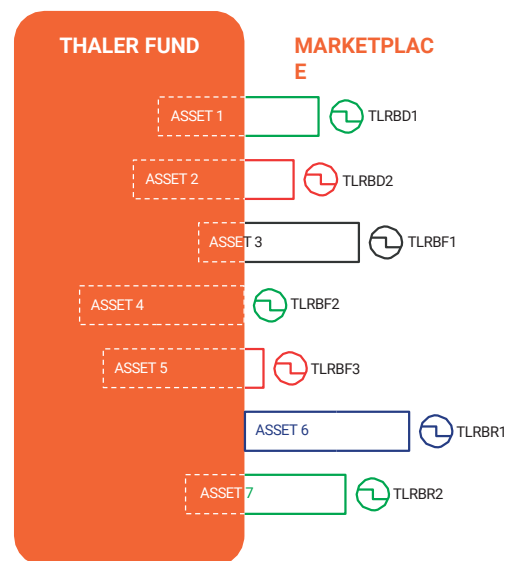 THALER FUND
MARKETPLAC
E
ASSET 1
TLRBD1
ASSET 2
TLRBD2
ASSET 3
TLRBF1
ASSET 4
TLRBF2
ASSET 5
TLRBF3
ASSET 6
TLRBR1
ASSET 7
TLRBR2